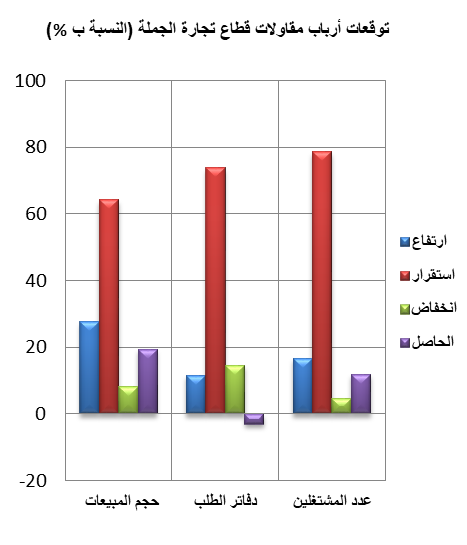 توقعات أرباب مقاولات قطاع تجارة الجملة (النسبة ب %)
100
80
60
40
20
0
-20
ارتفاع
استقرار
انخفاض
الحاصل
حجم المبيعات
دفاتر الطلب
عدد المشتغلين